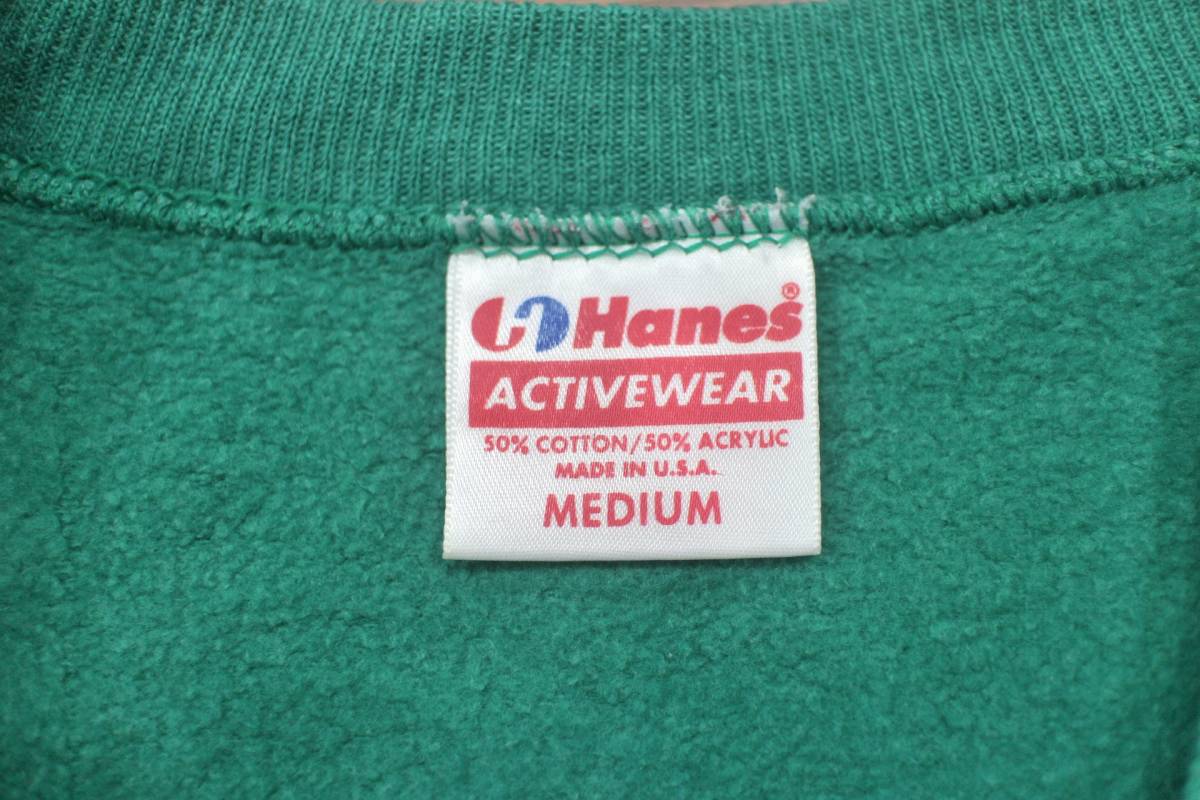 Hanes®
ACTIVEWEAR
50% COTTON/50% ACRYLIC
MADE IN U.S.A.
MEDIUM